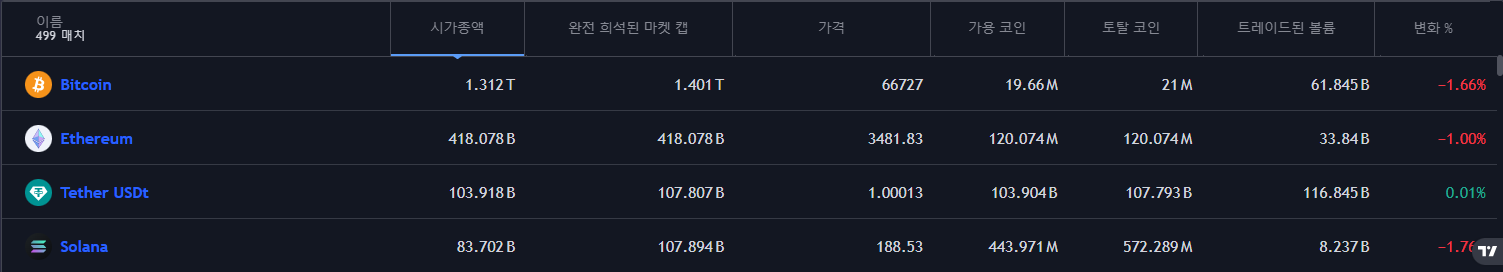 이름 시가종액 완전 희석된 마켓 캡 가격 가용 코인 토탈 코인 트레이드된 볼륨 변화 %
499 매치
Bitcoin 1.312 T 1.401 T 66727 19.66 M 21 M 61.845 B −1.66%
Ethereum 418.078 B 418.078 B 3481.83 120.074 M 120.074 M 33.84 B −1.00%
Tether USDt 103.918 B 107.807 B 1.00013 103.904 B 107.793 B 116.845 B 0.01%
Solana 83.702 B 107.894 B 188.53 443.971 M 572.289 M 8.237 B